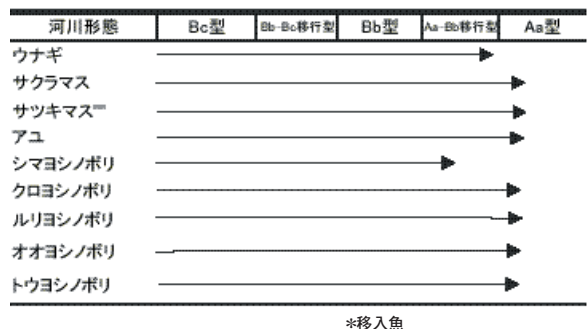 河川形態 Bc型 Bb-Bc移行型 Bb型 Aa-Bb移行型 Aa型
ウナギ
サクラマス
サツキマス
アユ
シマヨシノボリ
クロヨシノボリ
ルリヨシノボリ
オオヨシノボリ
トウヨシノボリ
*移入魚